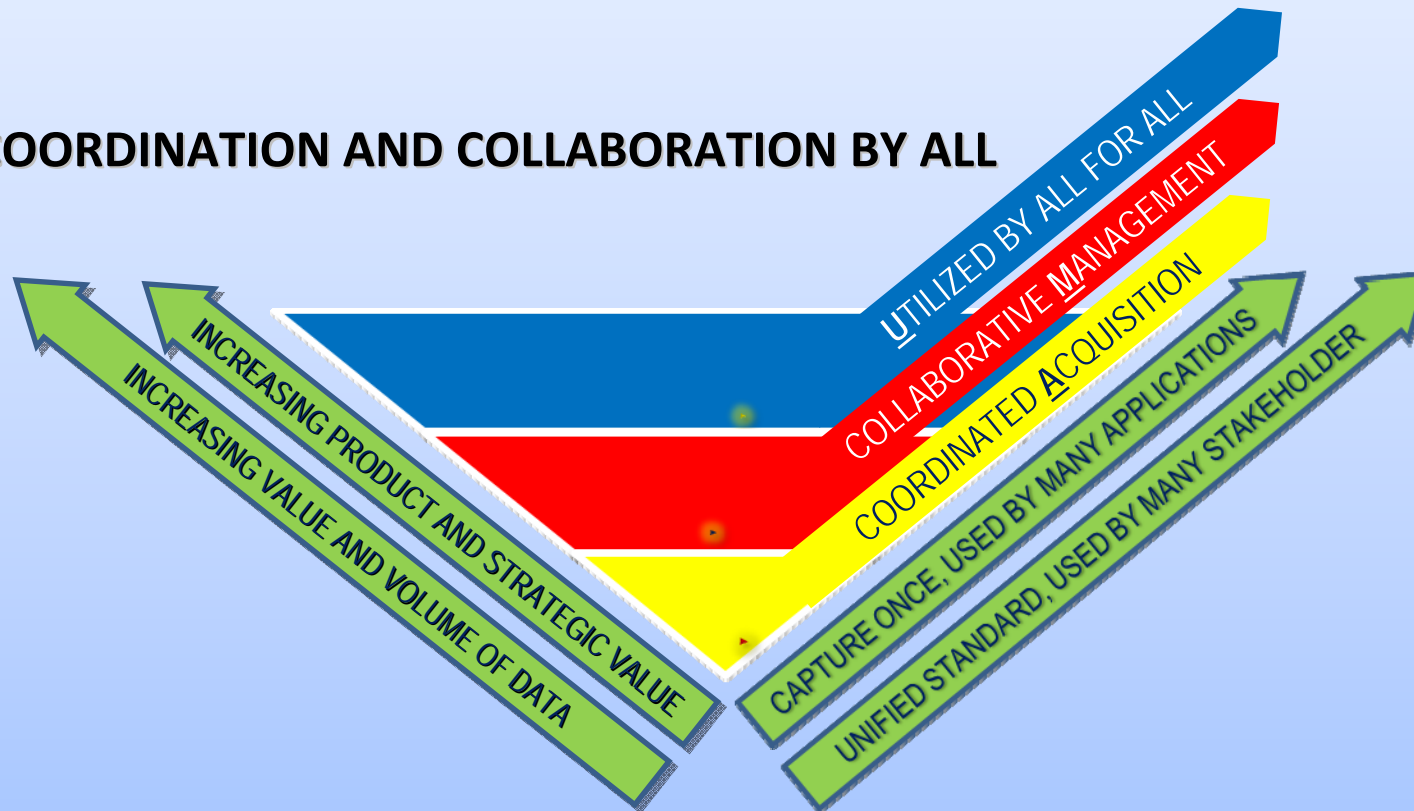 COORDINATION AND COLLABORATION BY ALL
UTILIZED BY ALL FOR ALL
COLLABORATIVE MANAGEMENT
COORDINATED ACQUISITION
INCREASING PRODUCT AND STRATEGIC VALUE
INCREASING VALUE AND VOLUME OF DATA
CAPTURE ONCE, USED BY MANY APPLICATIONS
UNIFIED STANDARD, USED BY MANY STAKEHOLDER